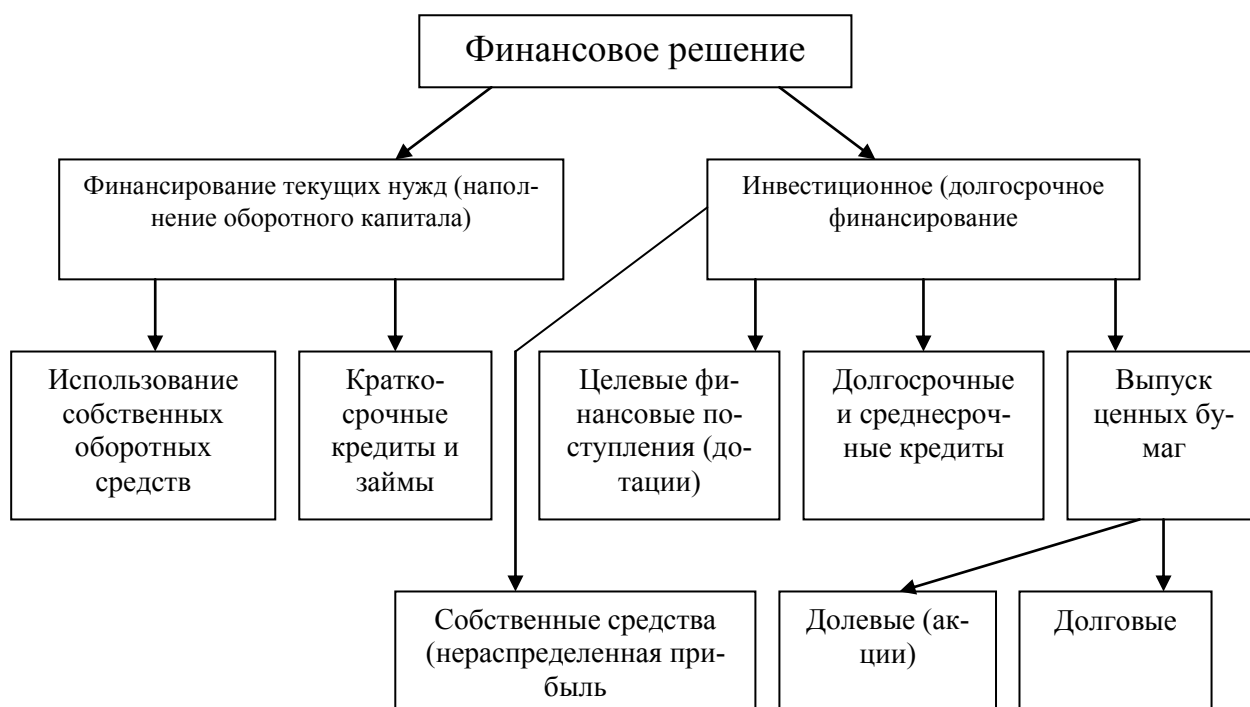 Финансовое решение
Финансирование текущих нужд (напол-
нение оборотного капитала)
Инвестиционное (долгосрочное
финансирование
Использование
собственных
оборотных
средств
Кратко-
срочные
кредиты и
займы
Целевые фи-
нансовые по-
ступления (до-
тации)
Долгосрочные
и среднесроч-
ные кредиты
Выпуск
ценных бу-
маг
Собственные средства
(нераспределенная при-
быль
Долевые (ак-
ции)
Долговые